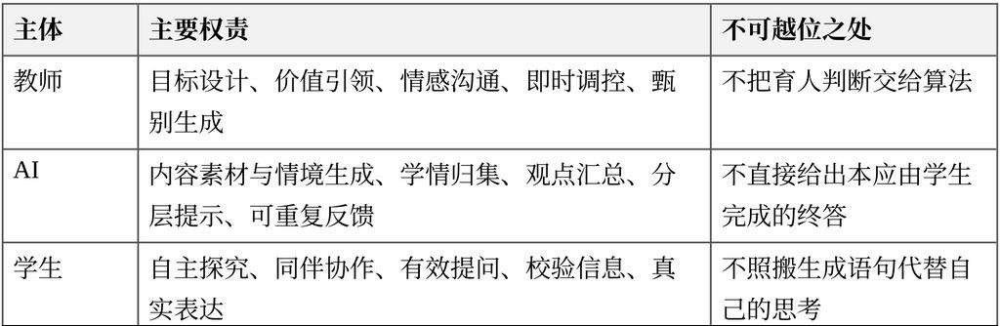 主体 主要权责 不可越位之处
教师 目标设计、价值引领、情感沟通、即时调控、甄 不把育人判断交给算法
别生成
AI 内容素材与情境生成、学情归集、观点汇总、分 不直接给出本应由学生
层提示、可重复反馈 完成的终答
学生 自主探究、同伴协作、有效提问、校验信息、真 不照搬生成语句代替自
实表达 己的思考